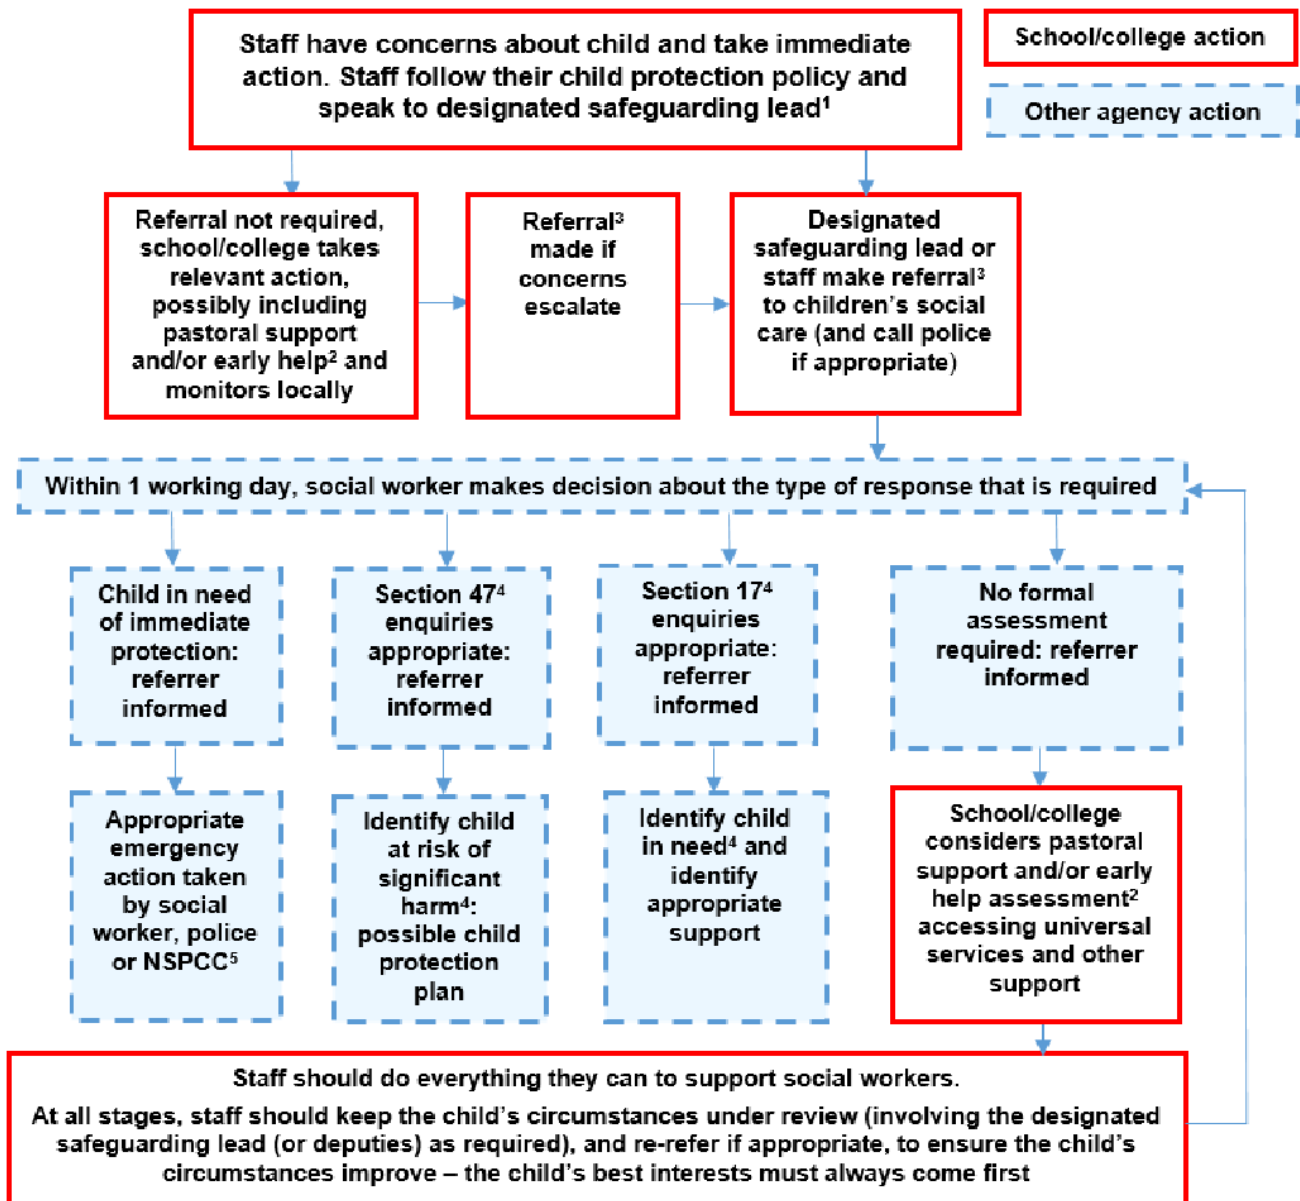 Staff have concerns about child and take immediate
action. Staff follow their child protection policy and
speak to designated safeguarding lead¹
School/college action
Other agency action
Referral not required,
school/college takes
relevant action,
possibly including
pastoral support
and/or early help² and
monitors locally
Referral³
made if
concerns
escalate
Designated
safeguarding lead or
staff make referral³
to children's social
care (and call police
if appropriate)
Within 1 working day, social worker makes decision about the type of response that is required
Child in need
of immediate
protection:
referrer
informed
Section 47⁴
enquiries
appropriate:
referrer
informed
Section 17⁴
enquiries
appropriate:
referrer
informed
No formal
assessment
required: referrer
informed
Appropriate
emergency
action taken
by social
worker, police
or NSPCC⁵
Identify child
at risk of
significant
harm⁴:
possible child
protection
plan
Identify child
in need⁴ and
identify
appropriate
support
School/college
considers pastoral
support and/or early
help assessment²
accessing universal
services and other
support
Staff should do everything they can to support social workers.
At all stages, staff should keep the child's circumstances under review (involving the designated
safeguarding lead (or deputies) as required), and re-refer if appropriate, to ensure the child's
circumstances improve – the child's best interests must always come first